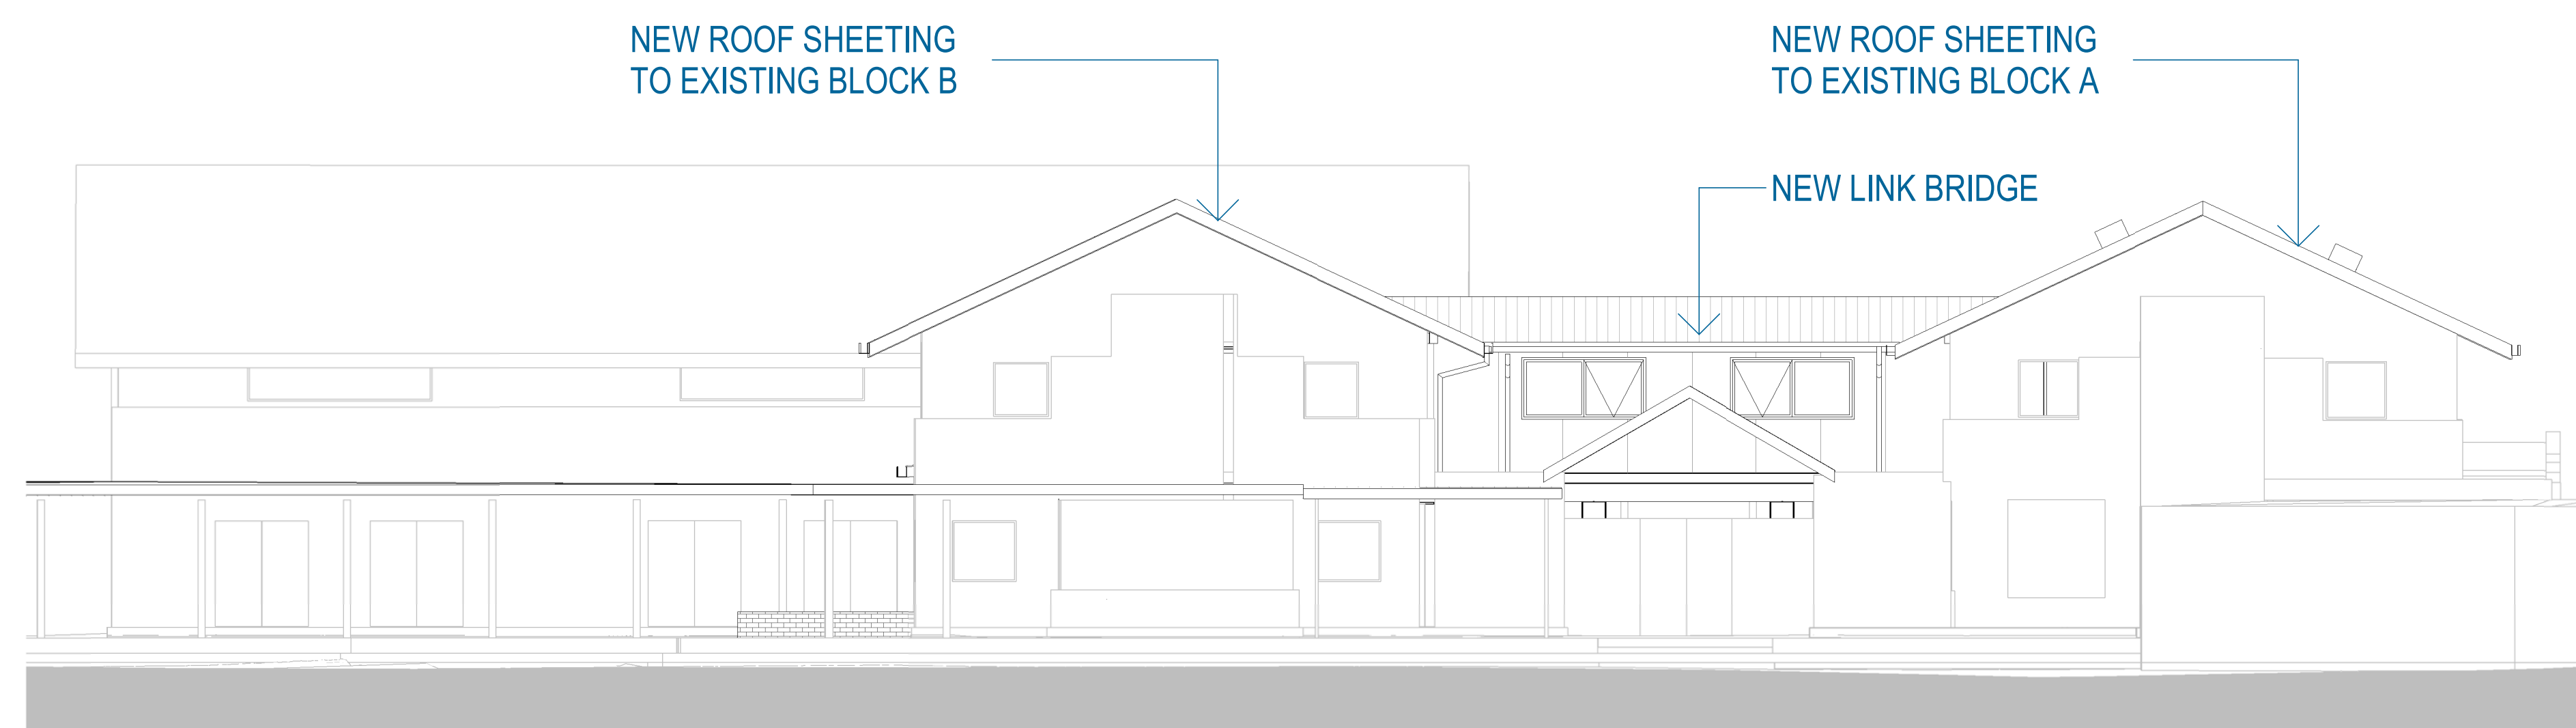 NEW ROOF SHEETING
TO EXISTING BLOCK B
NEW ROOF SHEETING
TO EXISTING BLOCK A
NEW LINK BRIDGE